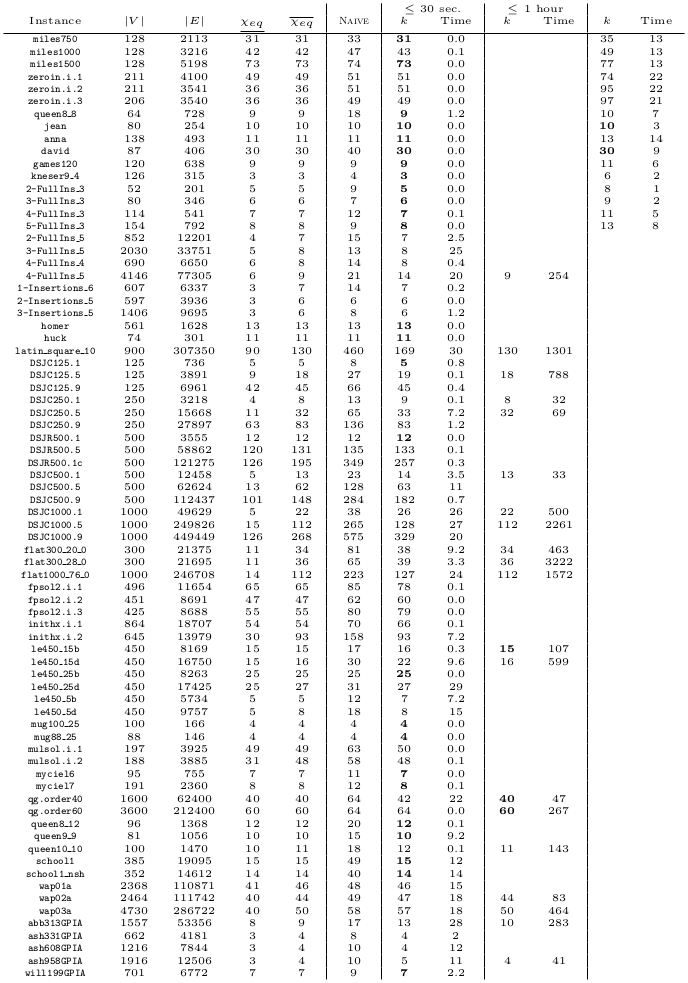 ≤ 30 sec. ≤ 1 hour
Instance |V| |E| χeq χeq NAIVE k Time k Time k Time
miles750 128 2113 31 31 33 31 0.0 35 13
miles1000 128 3216 42 42 47 43 0.1 49 13
miles1500 128 5198 73 73 74 73 0.0 77 13
zeroin.i.1 211 4100 49 49 51 51 0.0 74 22
zeroin.i.2 211 3541 36 36 51 51 0.0 95 22
zeroin.i.3 206 3540 36 36 49 49 0.0 97 21
queen8_8 64 728 9 9 18 9 1.2 10 7
jean 80 254 10 10 10 10 0.0 10 3
anna 138 493 11 11 11 11 0.0 13 14
david 87 406 30 30 40 30 0.0 30 9
games120 120 638 9 9 9 9 0.0 11 6
kneser9_4 126 315 3 3 4 3 0.0 6 2
2-FullIns_3 52 201 5 5 9 5 0.0 8 1
3-FullIns_3 80 346 6 6 7 6 0.0 9 2
4-FullIns_3 114 541 7 7 12 7 0.1 11 5
5-FullIns_3 154 792 8 8 9 8 0.0 13 8
2-FullIns_5 852 12201 4 7 15 7 2.5
3-FullIns_5 2030 33751 5 8 13 8 25
4-FullIns_4 690 6650 6 8 14 8 0.4
4-FullIns_5 4146 77305 6 9 21 14 20 9 254
1-Insertions_6 607 6337 3 7 14 7 0.2
2-Insertions_5 597 3936 3 6 6 6 0.0
3-Insertions_5 1406 9695 3 6 8 6 1.2
homer 561 1628 13 13 13 13 0.0
huck 74 301 11 11 11 11 0.0
latin_square_10 900 307350 90 130 460 169 30 130 1301
DSJC125.1 125 736 5 5 8 5 0.8
DSJC125.5 125 3891 9 18 27 19 0.1 18 788
DSJC125.9 125 6961 42 45 66 45 0.4
DSJC250.1 250 3218 4 8 13 9 0.1 8 32
DSJC250.5 250 15668 11 32 65 33 7.2 32 69
DSJC250.9 250 27897 63 83 136 83 1.2
DSJR500.1 500 3555 12 12 12 12 0.0
DSJR500.5 500 58862 120 131 135 133 0.1
DSJR500.1c 500 121275 126 195 349 257 0.3
DSJC500.1 500 12458 5 13 23 14 3.5 13 33
DSJC500.5 500 62624 13 62 128 63 11
DSJC500.9 500 112437 101 148 284 182 0.7
DSJC1000.1 1000 49629 5 22 38 26 26 22 500
DSJC1000.5 1000 249826 15 112 265 128 27 112 2261
DSJC1000.9 1000 449449 126 268 575 329 20
flat300_20_0 300 21375 11 34 81 38 9.2 34 463
flat300_28_0 300 21695 11 36 65 39 3.3 36 3222
flat1000_76_0 1000 246708 14 112 223 127 24 112 1572
fpsol2.i.1 496 11654 65 65 85 78 0.1
fpsol2.i.2 451 8691 47 47 62 60 0.0
fpsol2.i.3 425 8688 55 55 80 79 0.0
inithx.i.1 864 18707 54 54 70 66 0.1
inithx.i.2 645 13979 30 93 158 93 7.2
le450_15b 450 8169 15 15 17 16 0.3 15 107
le450_15d 450 16750 15 16 30 22 9.6 16 599
le450_25b 450 8263 25 25 25 25 0.0
le450_25d 450 17425 25 27 31 27 29
le450_5b 450 5734 5 5 12 7 7.2
le450_5d 450 9757 5 8 18 8 15
mug100_25 100 166 4 4 4 4 0.0
mug88_25 88 146 4 4 4 4 0.0
mulsol.i.1 197 3925 49 49 63 50 0.0
mulsol.i.2 188 3885 31 48 58 48 0.1
myciel6 95 755 7 7 11 7 0.0
myciel7 191 2360 8 8 12 8 0.1
qg.order40 1600 62400 40 40 64 42 22 40 47
qg.order60 3600 212400 60 60 64 64 0.0 60 267
queen8_12 96 1368 12 12 20 12 0.1
queen9_9 81 1056 10 10 15 10 9.2
queen10_10 100 1470 10 11 18 12 0.1 11 143
school1 385 19095 15 15 49 15 12
school1_nsh 352 14612 14 14 40 14 14
wap01a 2368 110871 41 46 48 46 15
wap02a 2464 111742 40 44 49 47 18 44 83
wap03a 4730 286722 40 50 58 57 18 50 464
abb313GPIA 1557 53356 8 9 17 13 28 10 283
ash331GPIA 662 4181 3 4 8 4 2
ash608GPIA 1216 7844 3 4 10 4 12
ash958GPIA 1916 12506 3 4 10 5 11 4 41
will199GPIA 701 6772 7 7 9 7 2.2